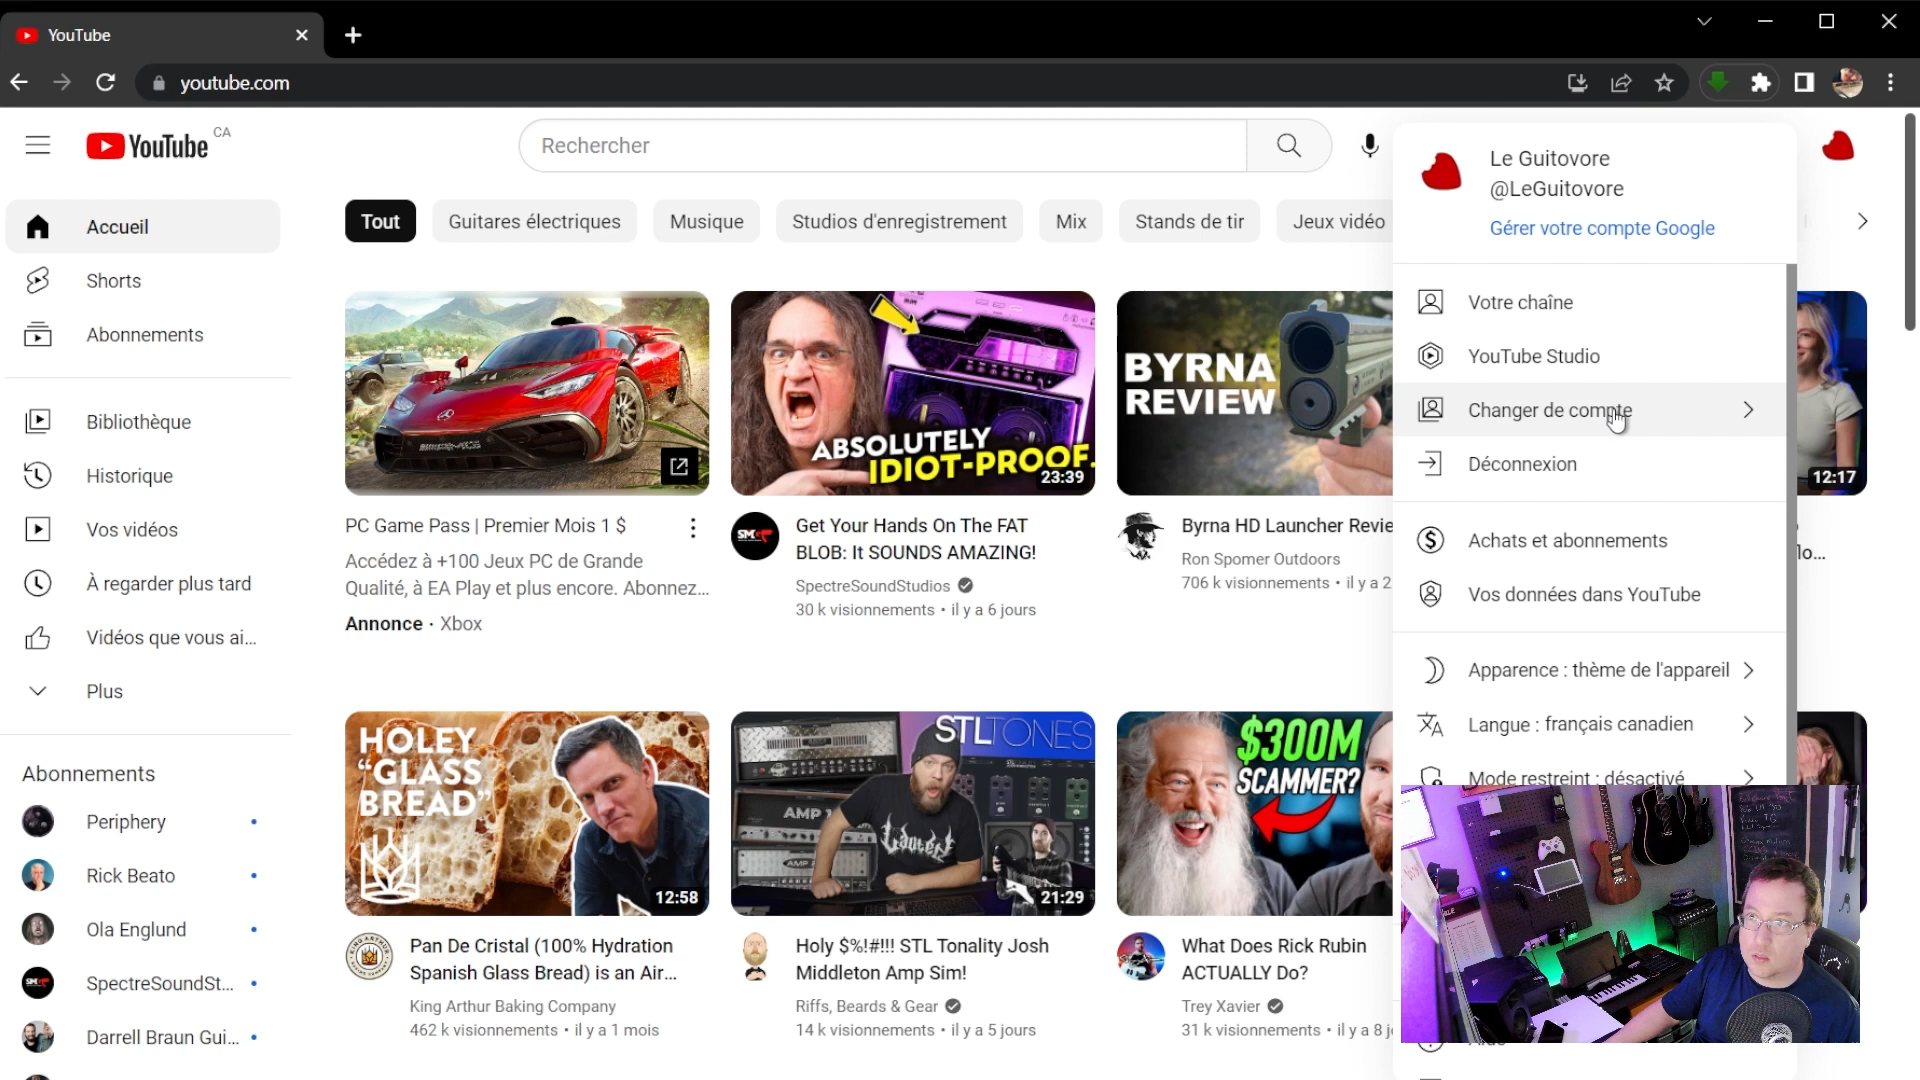 YouTube
youtube.com
YouTube CA
Rechercher
Accueil
Shorts
Abonnements
Bibliothèque
Historique
Vos vidéos
À regarder plus tard
Vidéos que vous ai...
Plus
Abonnements
Periphery
Rick Beato
Ola Englund
SpectreSoundSt...
Darrell Braun Gui...
Tout
Guitares électriques
Musique
Studios d'enregistrement
Mix
Stands de tir
Jeux vidéo
PC Game Pass | Premier Mois 1 $
Accédez à +100 Jeux PC de Grande
Qualité, à EA Play et plus encore. Abonnez...
Annonce · Xbox
ABSOLUTELY
IDIOT-PROOF.
23:39
SMG
Get Your Hands On The FAT
BLOB: It SOUNDS AMAZING!
SpectreSoundStudios
30 k visionnements • il y a 6 jours
BYRNA
REVIEW
Byrna HD Launcher Revie
Ron Spomer Outdoors
706 k visionnements • il y a 2
12:17
lo...
HOLEY
“GLASS
BREAD”
12:58
Pan De Cristal (100% Hydration
Spanish Glass Bread) is an Air...
King Arthur Baking Company
462 k visionnements • il y a 1 mois
STLTONES
AMP
21:29
Holy $%!#!!! STL Tonality Josh
Middleton Amp Sim!
Riffs, Beards & Gear
14 k visionnements • il y a 5 jours
$300M
SCAMMER?
What Does Rick Rubin
ACTUALLY Do?
Trey Xavier
31 k visionnements • il y a 8 j
Le Guitovore
@LeGuitovore
Gérer votre compte Google
Votre chaîne
YouTube Studio
Changer de compte
Déconnexion
Achats et abonnements
Vos données dans YouTube
Apparence : thème de l'appareil
Langue : français canadien
Mode restreint : désactivé